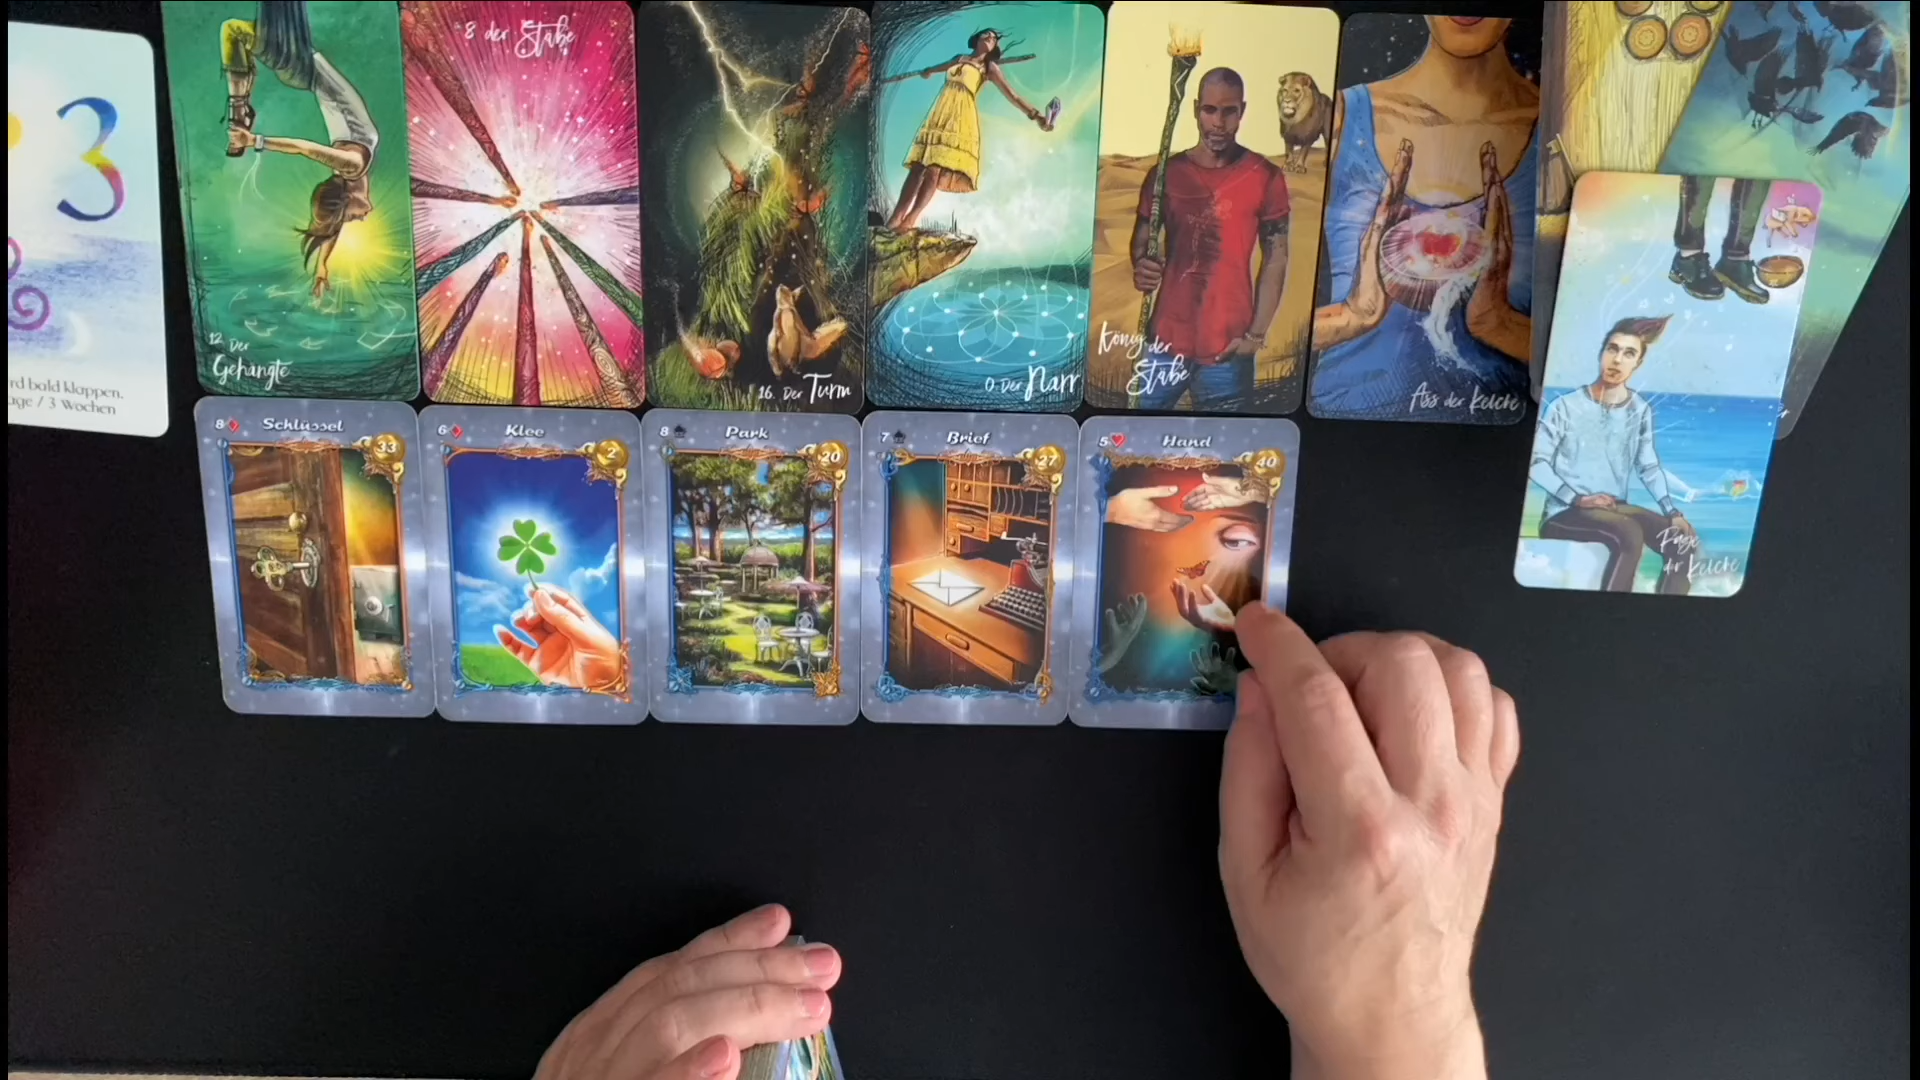 3
rd bald klappen.
age / 3 Wochen
12 Der
Gehängte
8 der Stäbe
16. Der Turm
0. Der Narr
König der
Stäbe
Ass der Kelche
Page
der Kelche
8 Schlüssel
33
6 Klee
2
8 Park
20
7 Brief
27
5 Hand
40